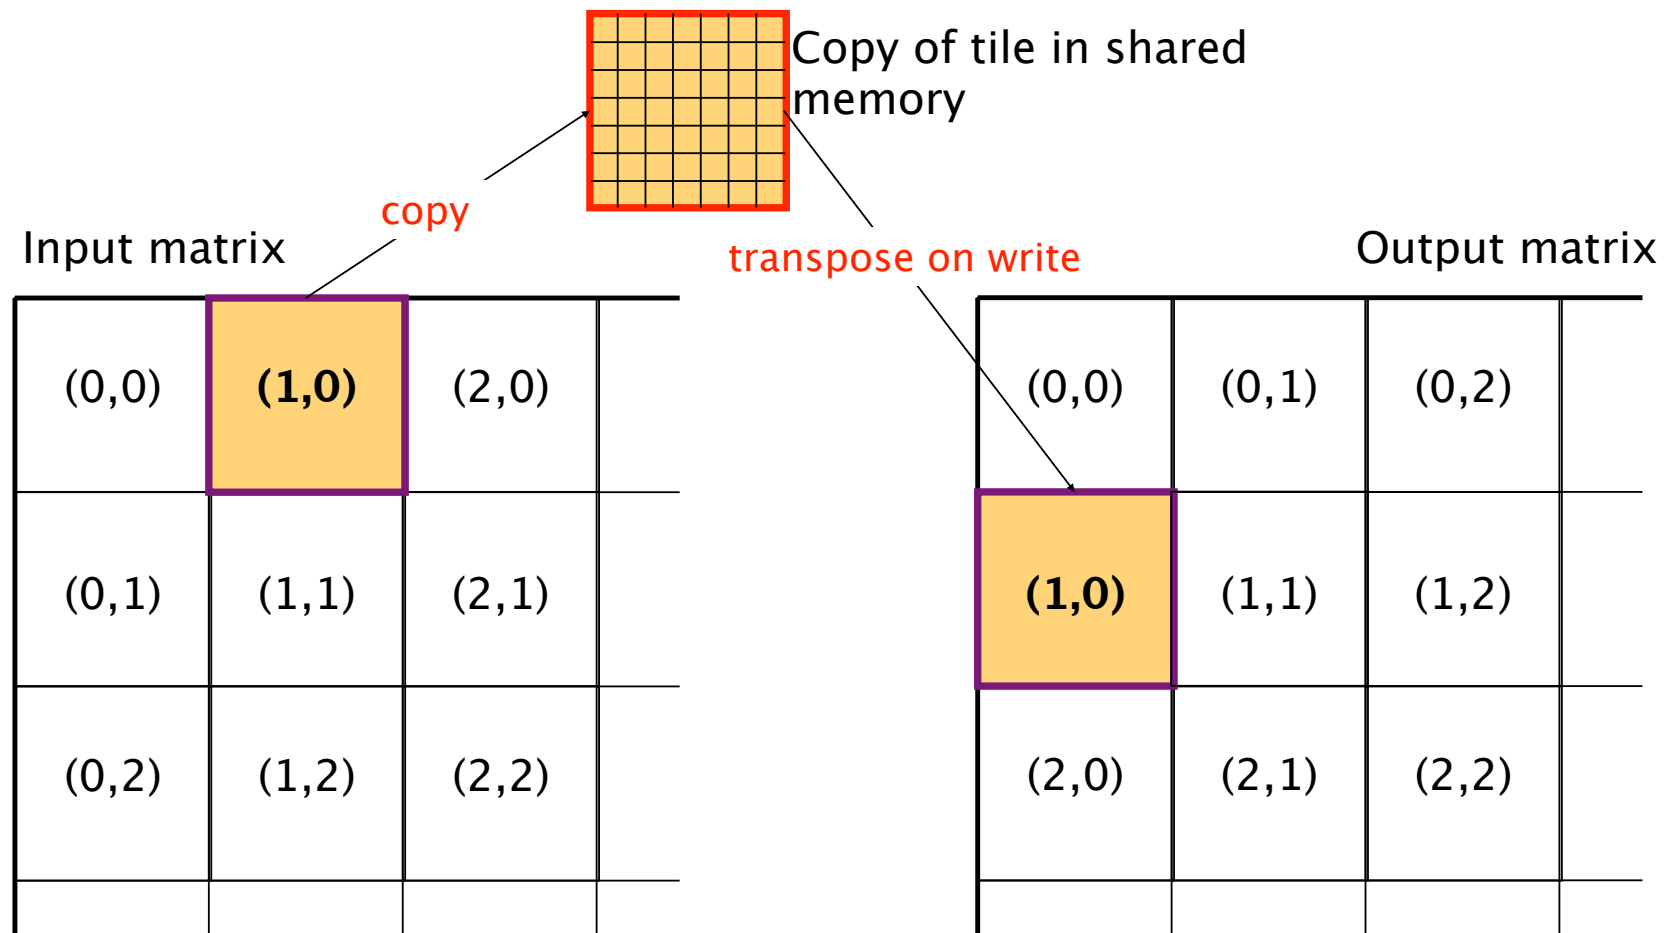 Copy of tile in shared
memory
copy
Input matrix
transpose on write
Output matrix
(0,0) (1,0) (2,0)
(0,1) (1,1) (2,1)
(0,2) (1,2) (2,2)
(0,0) (0,1) (0,2)
(1,0) (1,1) (1,2)
(2,0) (2,1) (2,2)